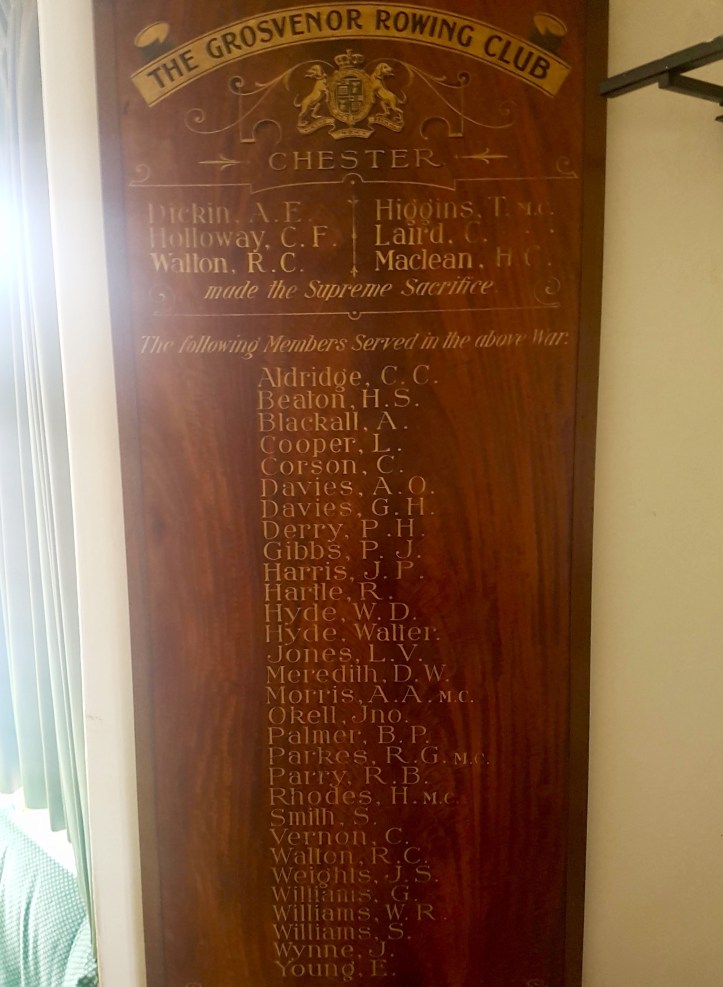 THE GROSVENOR ROWING CLUB
CHESTER
Dickin, A.E. Higgins, T. M.C.
Holloway, C.F. Laird, C.
Walton, R.C. Maclean, H.C.
made the Supreme Sacrifice.
The following Members Served in the above War:
Aldridge, C.C.
Beaton, H.S.
Blackall, A.
Cooper, L.
Corson, C.
Davies, A.O.
Davies, G.H.
Derry, P.H.
Gibbs, P.J.
Harris, J.P.
Hartle, R.
Hyde, W.D.
Hyde, Walter.
Jones, L.V.
Meredith, D.W.
Morris, A.A. M.C.
Okell, Jno.
Palmer, B.P.
Parkes, R.G. M.C.
Parry, R.B.
Rhodes, H. M.C.
Smith, S.
Vernon, C.
Walton, R.C.
Weights, J.S.
Williams, G.
Williams, W.R.
Williams, S.
Wynne, J.
Young, E.